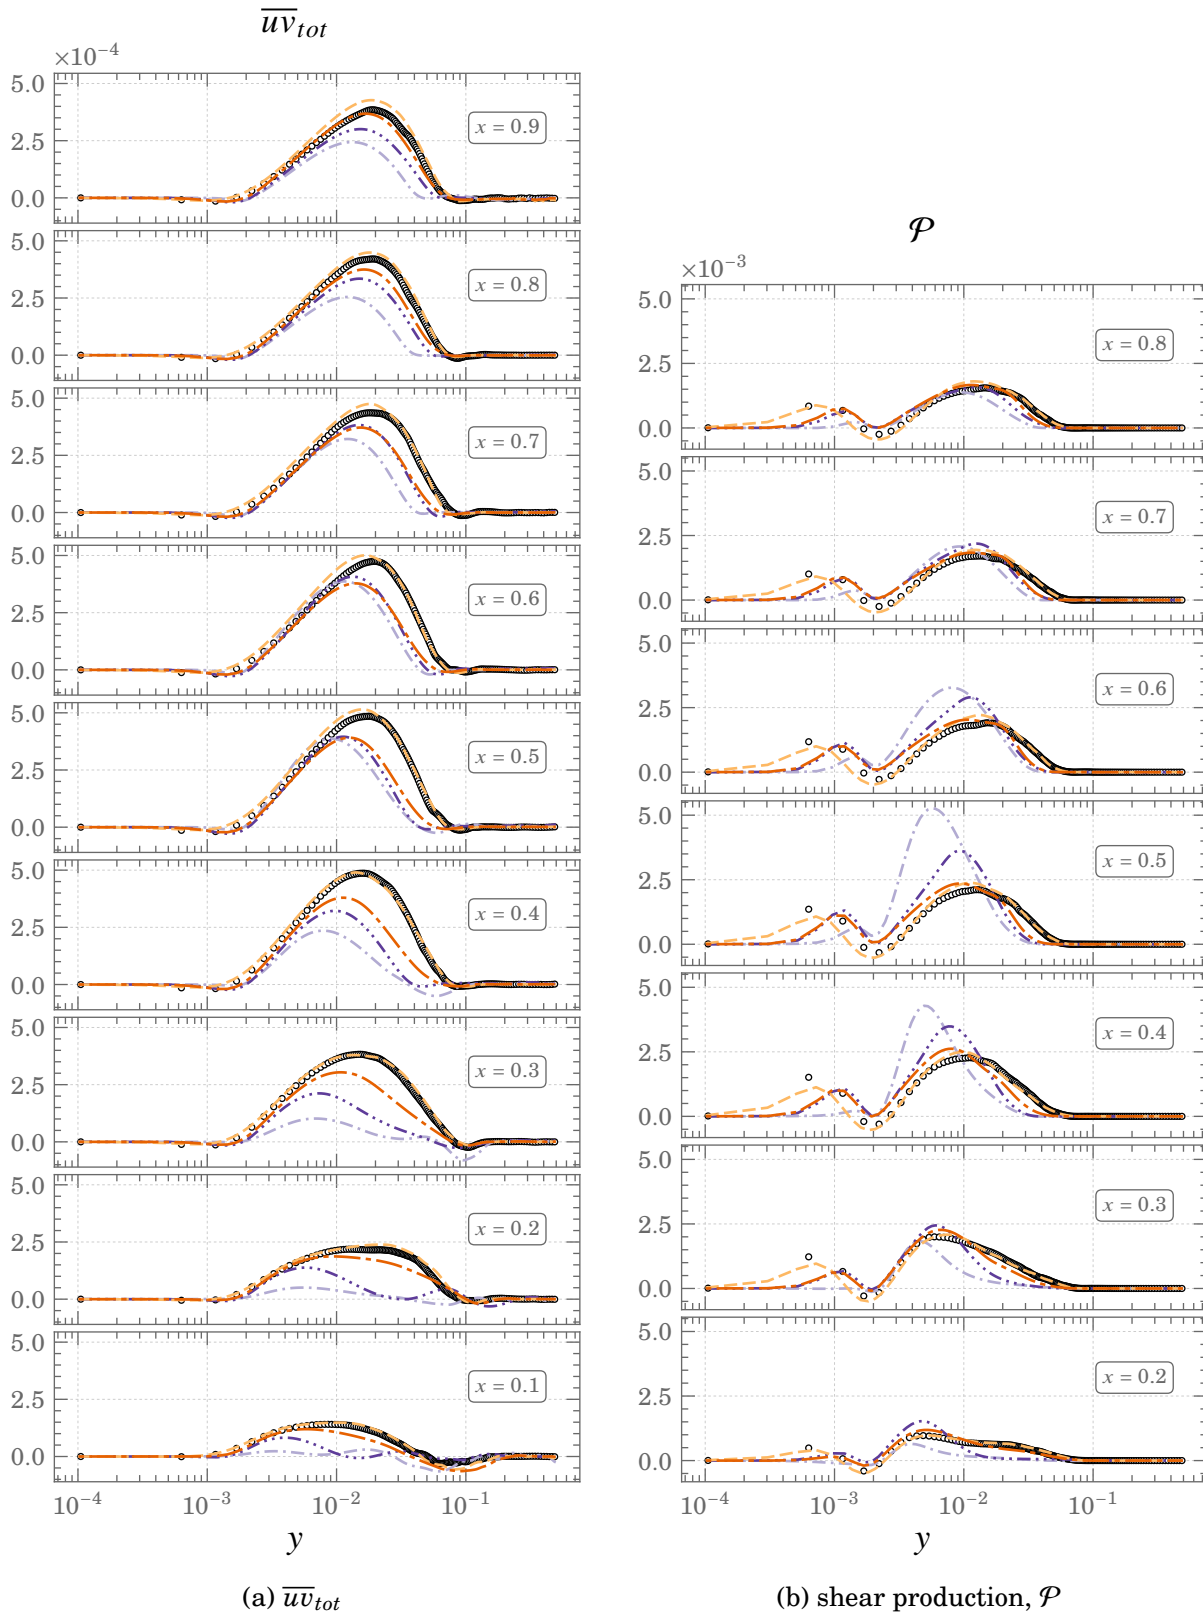 $\overline{uv}_{tot}$
×10⁻⁴
5.0
2.5
0.0
x = 0.9
5.0
2.5
0.0
x = 0.8
5.0
2.5
0.0
x = 0.7
5.0
2.5
0.0
x = 0.6
5.0
2.5
0.0
x = 0.5
5.0
2.5
0.0
x = 0.4
5.0
2.5
0.0
x = 0.3
5.0
2.5
0.0
x = 0.2
5.0
2.5
0.0
x = 0.1
10⁻⁴ 10⁻³ 10⁻² 10⁻¹
y
(a) $\overline{uv}_{tot}$
𝒫
×10⁻³
5.0
2.5
0.0
x = 0.8
5.0
2.5
0.0
x = 0.7
5.0
2.5
0.0
x = 0.6
5.0
2.5
0.0
x = 0.5
5.0
2.5
0.0
x = 0.4
5.0
2.5
0.0
x = 0.3
5.0
2.5
0.0
x = 0.2
10⁻⁴ 10⁻³ 10⁻² 10⁻¹
y
(b) shear production, 𝒫